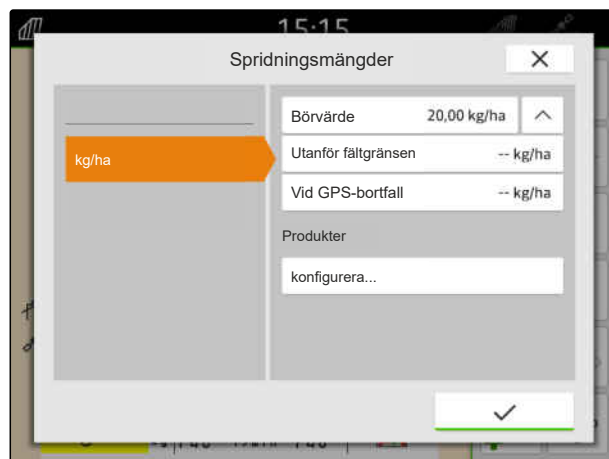 15:15
Spridningsmängder
kg/ha
Börvärde 20,00 kg/ha
Utanför fältgränsen -- kg/ha
Vid GPS-bortfall -- kg/ha
Produkter
konfigurera...